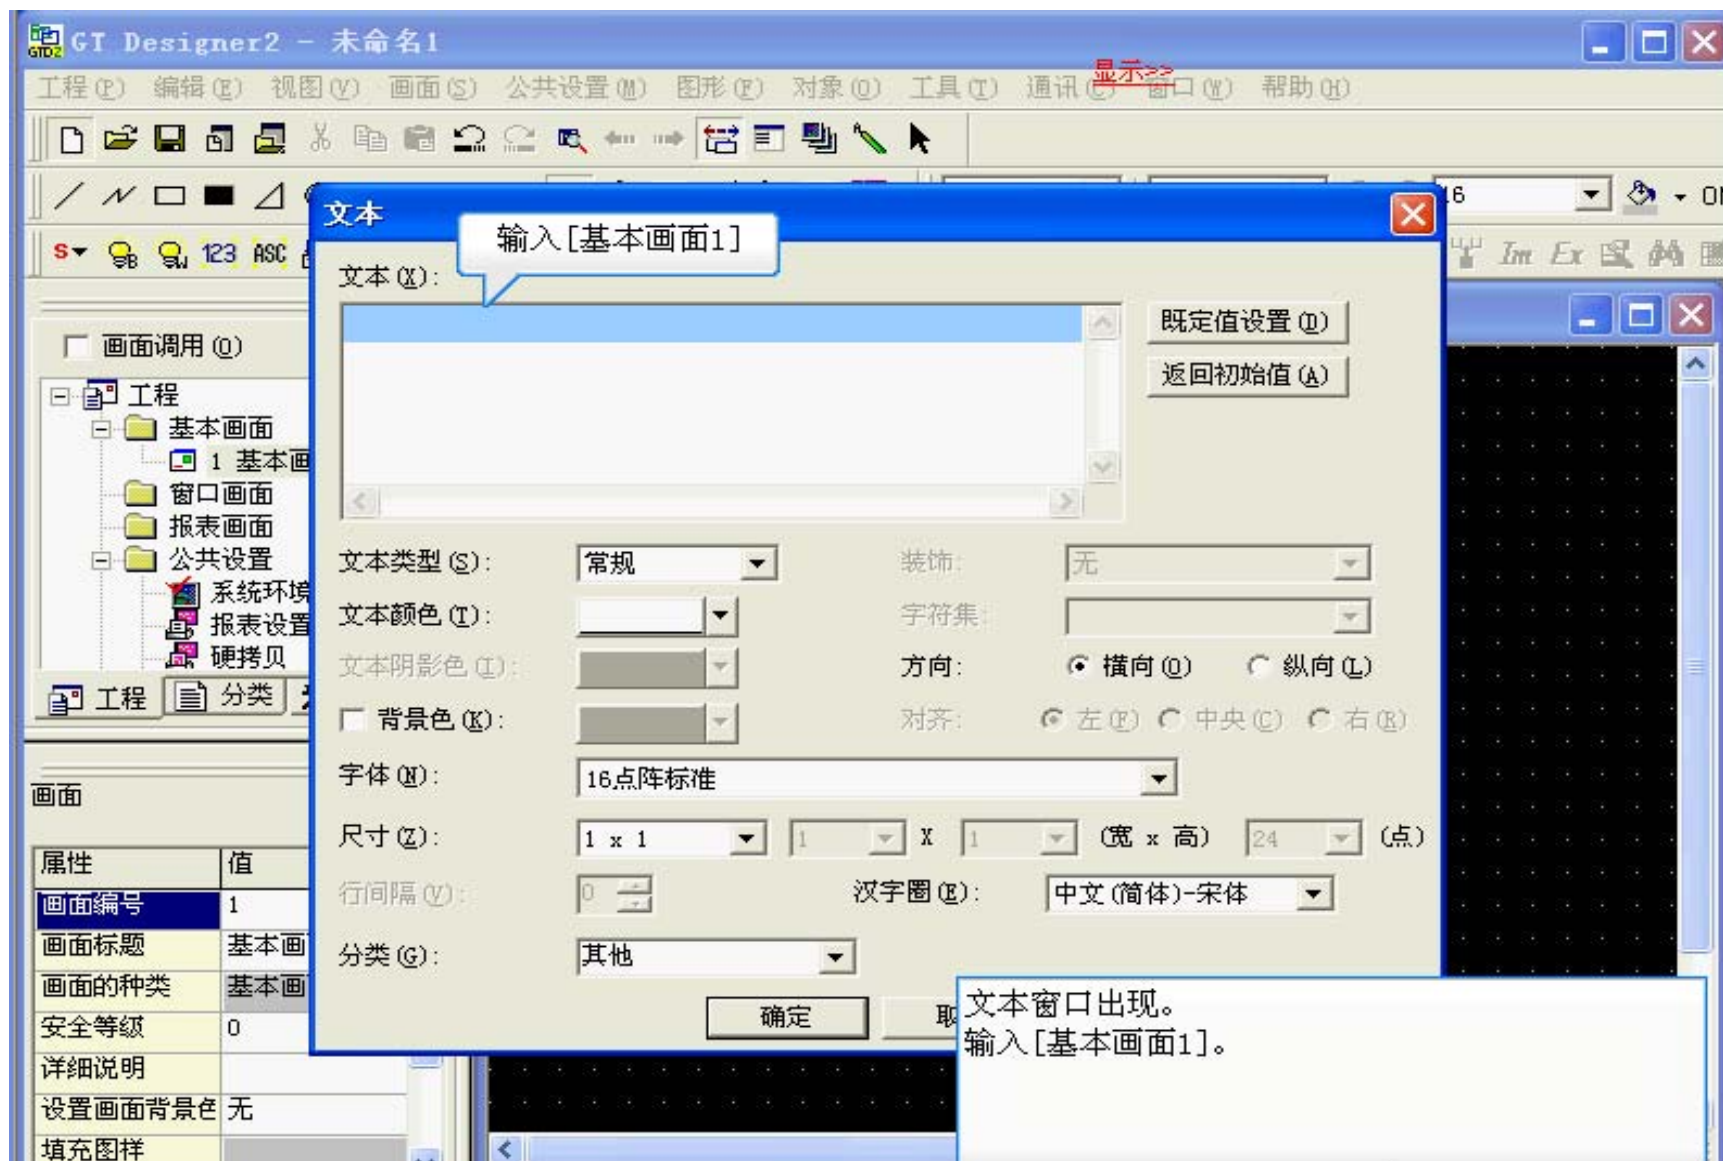 GT Designer2 - 未命名1
工程(P) 编辑(E) 视图(V) 画面(S) 公共设置(M) 图形(F) 对象(O) 工具(T) 通讯(C) 窗口(W) 帮助(H)
显示>>
16
S 123 ASC
Im Ex
文本
输入[基本画面1]
文本(X):
既定值设置(D)
返回初始值(A)
文本类型(S): 常规 装饰: 无
文本颜色(T): 字符集:
文本阴影色(I): 方向: 横向(O) 纵向(L)
背景色(K): 对齐: 左(F) 中央(C) 右(R)
字体(N): 16点阵标准
尺寸(Z): 1 x 1 1 X 1 (宽 x 高) 24 (点)
行间隔(V): 0 汉字圈(E): 中文(简体)-宋体
分类(G): 其他
确定
画面调用(O)
工程
基本画面
1 基本画
窗口画面
报表画面
公共设置
系统环境
报表设置
硬拷贝
工程 分类
画面
属性 值
画面编号 1
画面标题 基本画
画面的种类 基本画
安全等级 0
详细说明
设置画面背景色 无
填充图样
文本窗口出现。
输入[基本画面1]。